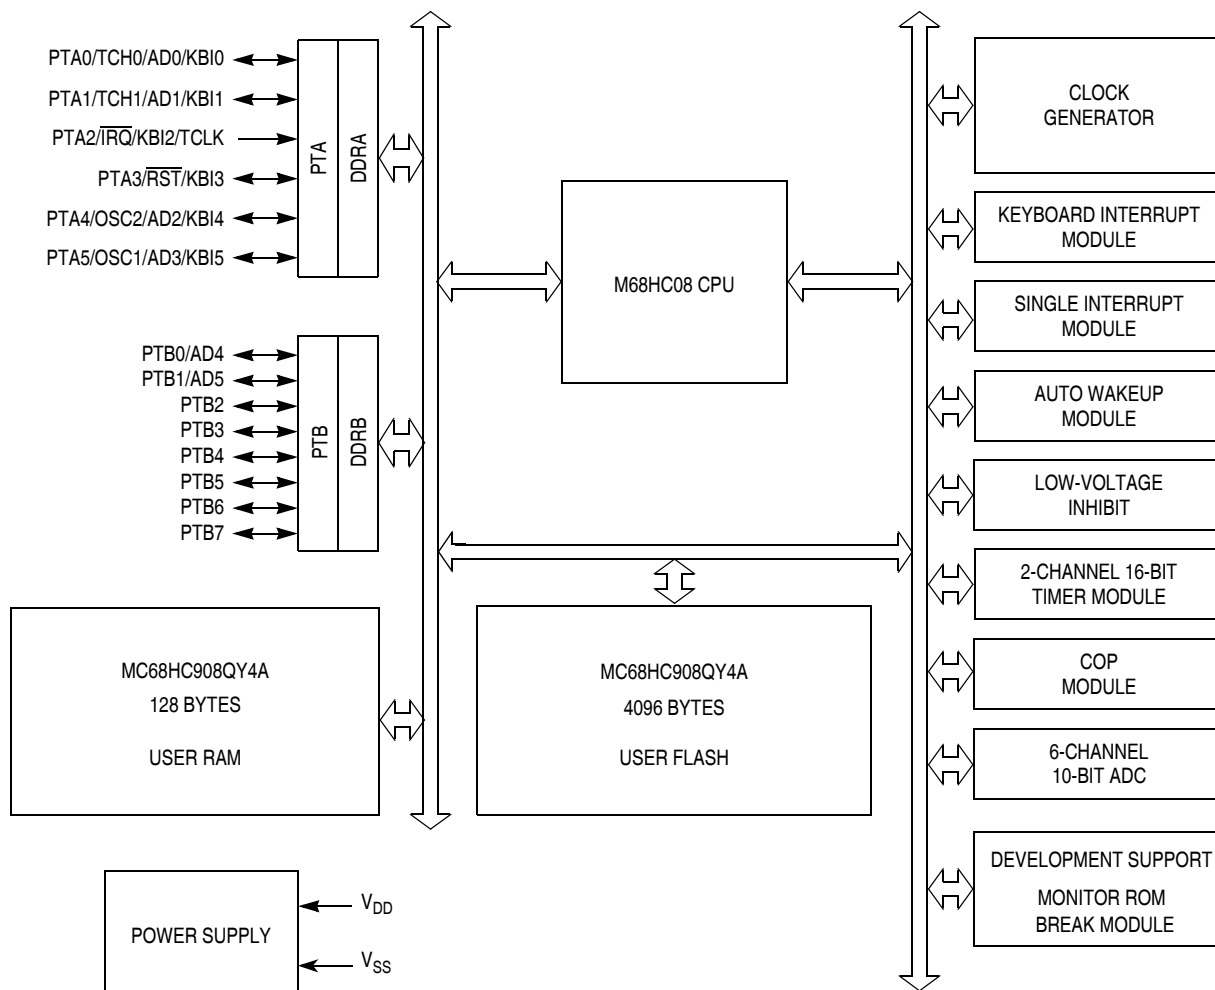 PTA0/TCH0/AD0/KBI0
PTA1/TCH1/AD1/KBI1
PTA2/IRQ/KBI2/TCLK
PTA3/RST/KBI3
PTA4/OSC2/AD2/KBI4
PTA5/OSC1/AD3/KBI5
PTA
DDRA
PTB0/AD4
PTB1/AD5
PTB2
PTB3
PTB4
PTB5
PTB6
PTB7
PTB
DDRB
M68HC08 CPU
MC68HC908QY4A
128 BYTES
USER RAM
MC68HC908QY4A
4096 BYTES
USER FLASH
POWER SUPPLY
VDD
VSS
CLOCK
GENERATOR
KEYBOARD INTERRUPT
MODULE
SINGLE INTERRUPT
MODULE
AUTO WAKEUP
MODULE
LOW-VOLTAGE
INHIBIT
2-CHANNEL 16-BIT
TIMER MODULE
COP
MODULE
6-CHANNEL
10-BIT ADC
DEVELOPMENT SUPPORT
MONITOR ROM
BREAK MODULE